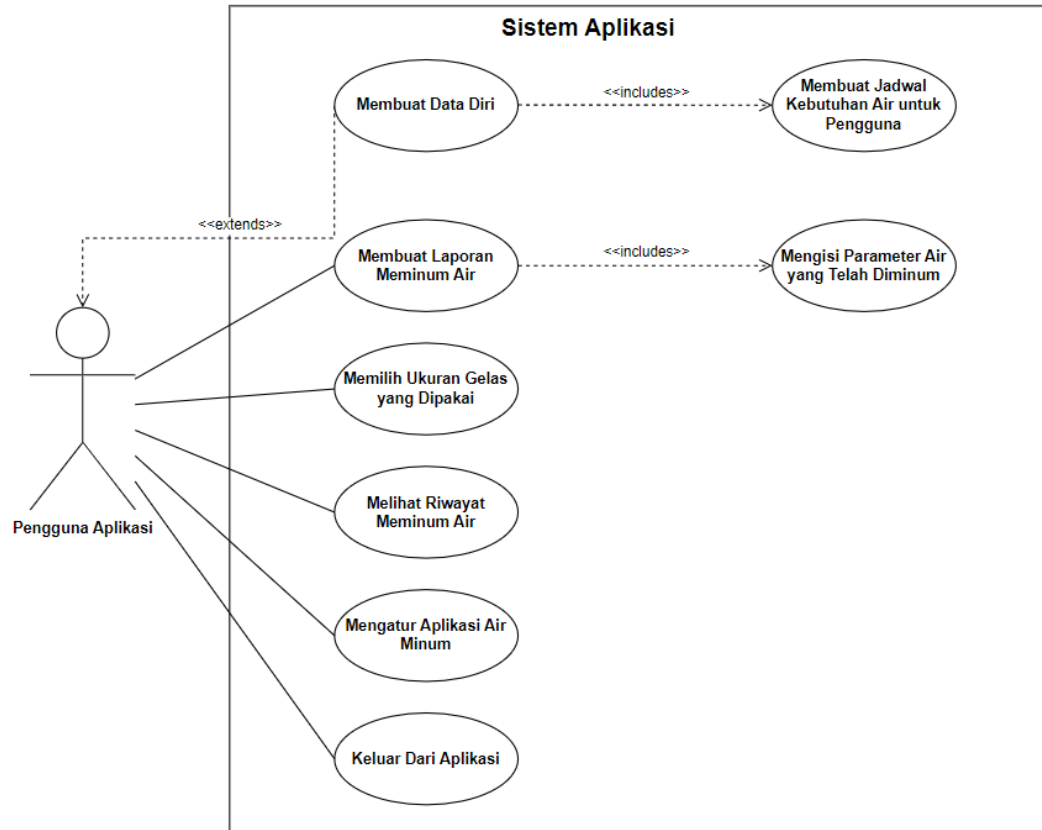 Sistem Aplikasi
Membuat Data Diri
<<includes>>
Membuat Jadwal
Kebutuhan Air untuk
Pengguna
<<extends>>
Membuat Laporan
Meminum Air
<<includes>>
Mengisi Parameter Air
yang Telah Diminum
Memilih Ukuran Gelas
yang Dipakai
Melihat Riwayat
Meminum Air
Pengguna Aplikasi
Mengatur Aplikasi Air
Minum
Keluar Dari Aplikasi